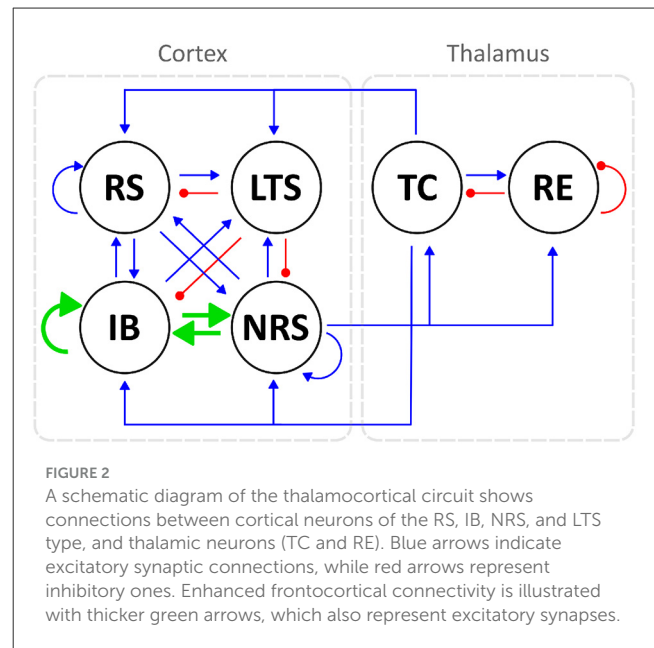 Cortex
Thalamus
RS
LTS
TC
RE
IB
NRS
FIGURE 2
A schematic diagram of the thalamocortical circuit shows
connections between cortical neurons of the RS, IB, NRS, and LTS
type, and thalamic neurons (TC and RE). Blue arrows indicate
excitatory synaptic connections, while red arrows represent
inhibitory ones. Enhanced frontocortical connectivity is illustrated
with thicker green arrows, which also represent excitatory synapses.